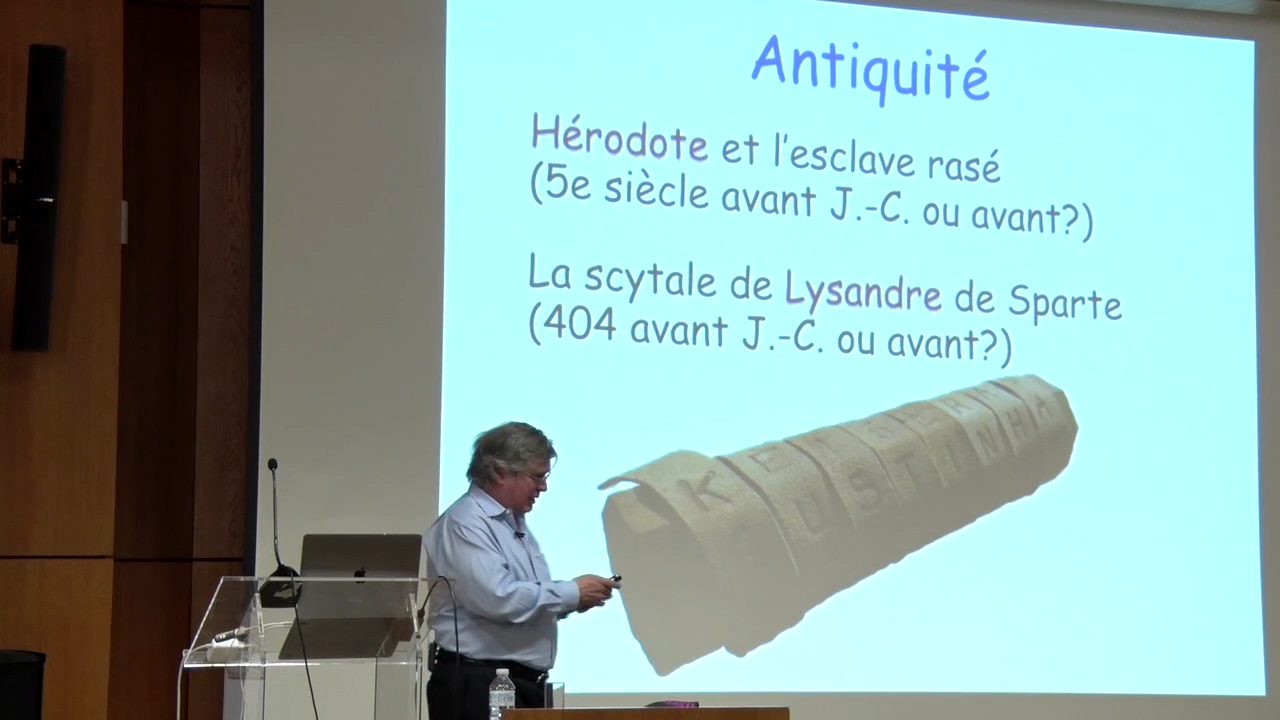 Antiquité
Hérodote et l'esclave rasé
(5e siècle avant J.-C. ou avant?)
La scytale de Lysandre de Sparte
(404 avant J.-C. ou avant?)